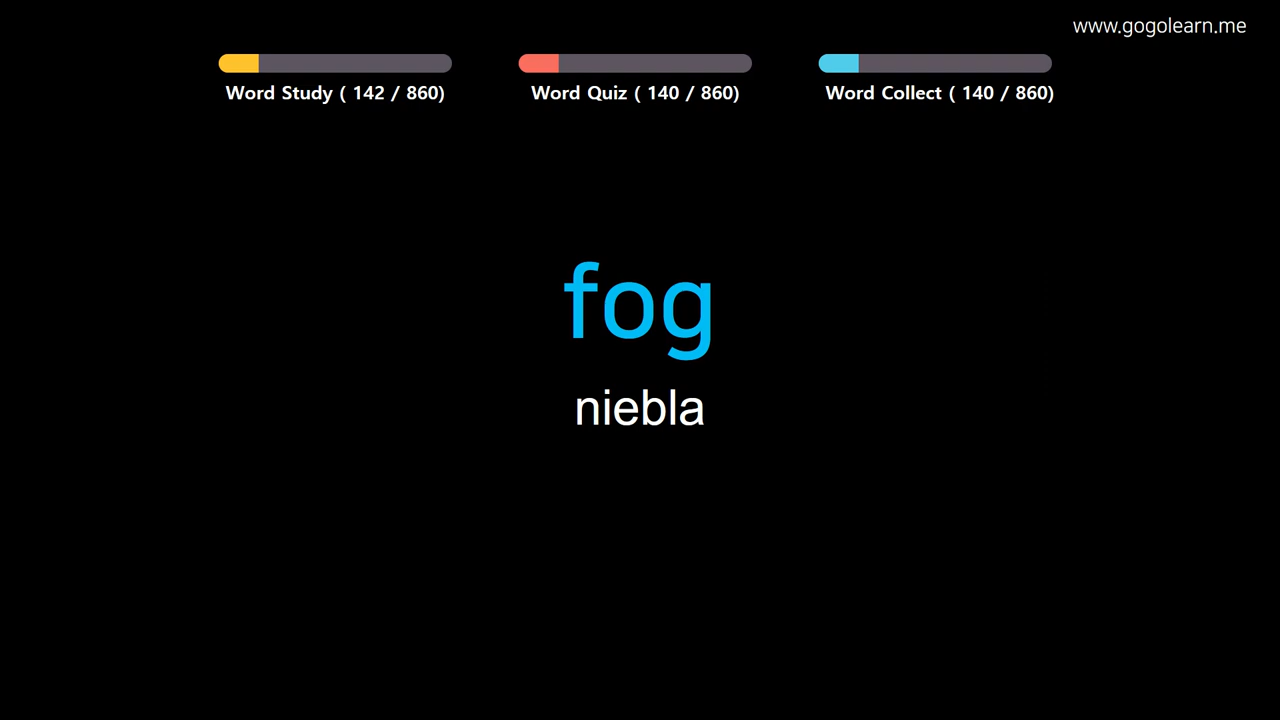 www.gogolearn.me
Word Study ( 142 / 860)
Word Quiz ( 140 / 860)
Word Collect ( 140 / 860)
fog
niebla